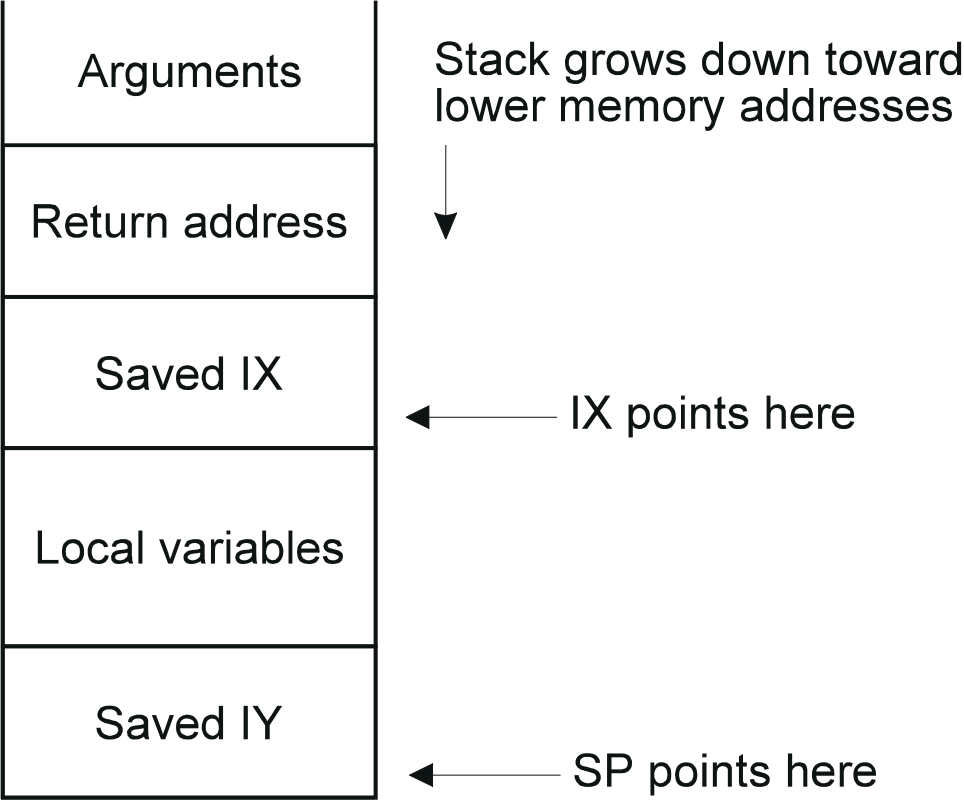 Arguments
Stack grows down toward
lower memory addresses
Return address
Saved IX
IX points here
Local variables
Saved IY
SP points here